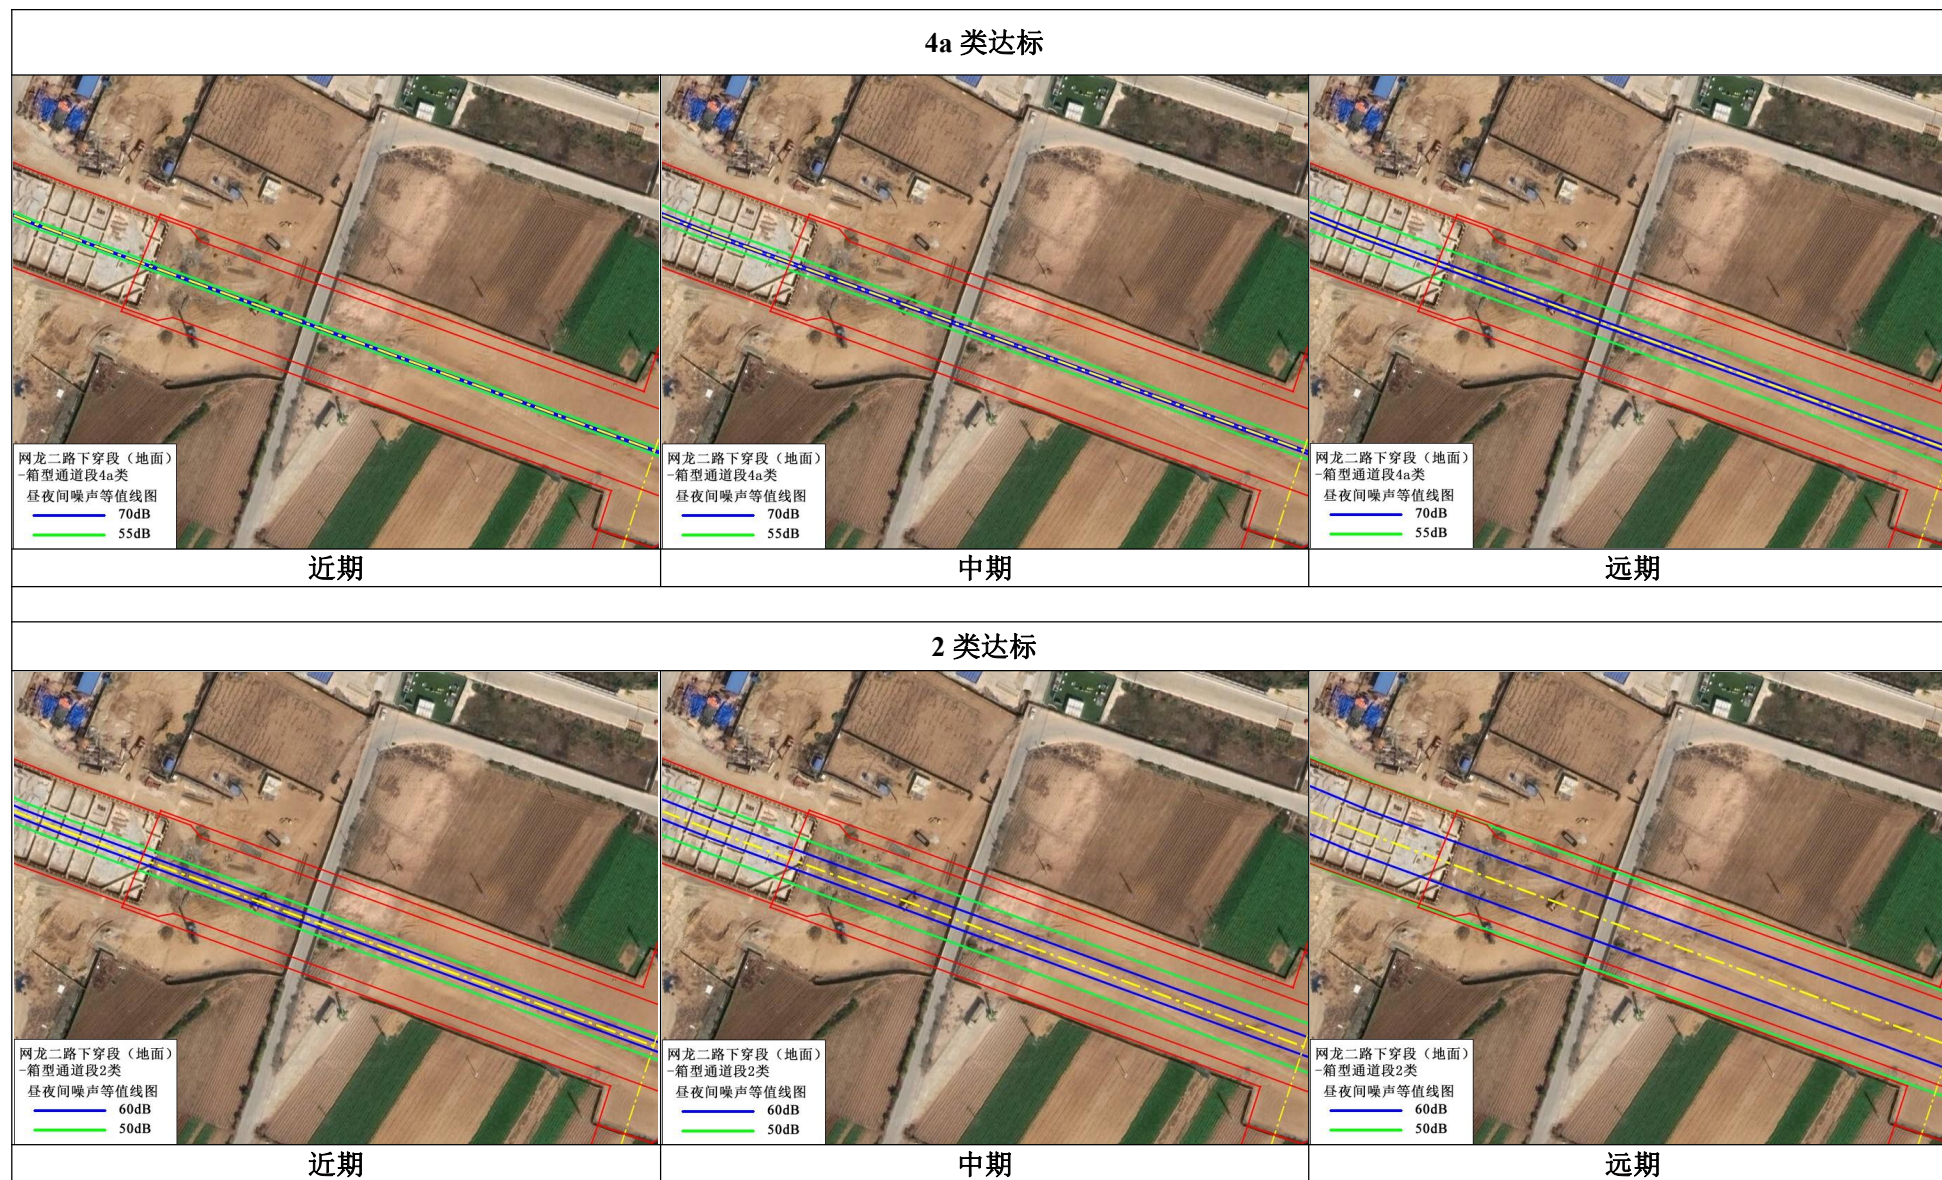 4a 类达标
网龙二路下穿段（地面）
-箱型通道段4a类
昼夜间噪声等值线图
70dB
55dB
网龙二路下穿段（地面）
-箱型通道段4a类
昼夜间噪声等值线图
70dB
55dB
网龙二路下穿段（地面）
-箱型通道段4a类
昼夜间噪声等值线图
70dB
55dB
近期
中期
远期
2 类达标
网龙二路下穿段（地面）
-箱型通道段2类
昼夜间噪声等值线图
60dB
50dB
网龙二路下穿段（地面）
-箱型通道段2类
昼夜间噪声等值线图
60dB
50dB
网龙二路下穿段（地面）
-箱型通道段2类
昼夜间噪声等值线图
60dB
50dB
近期
中期
远期